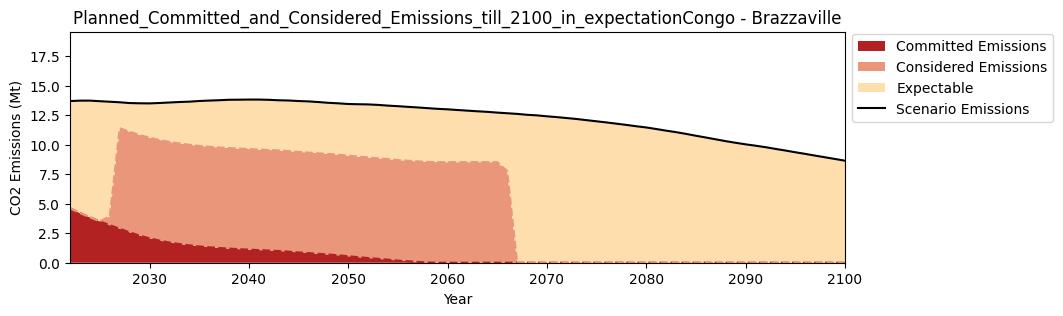 Planned_Committed_and_Considered_Emissions_till_2100_in_expectationCongo - Brazzaville
CO2 Emissions (Mt)
17.5
15.0
12.5
10.0
7.5
5.0
2.5
0.0
2030
2040
2050
2060
2070
2080
2090
2100
Year
Committed Emissions
Considered Emissions
Expectable
Scenario Emissions